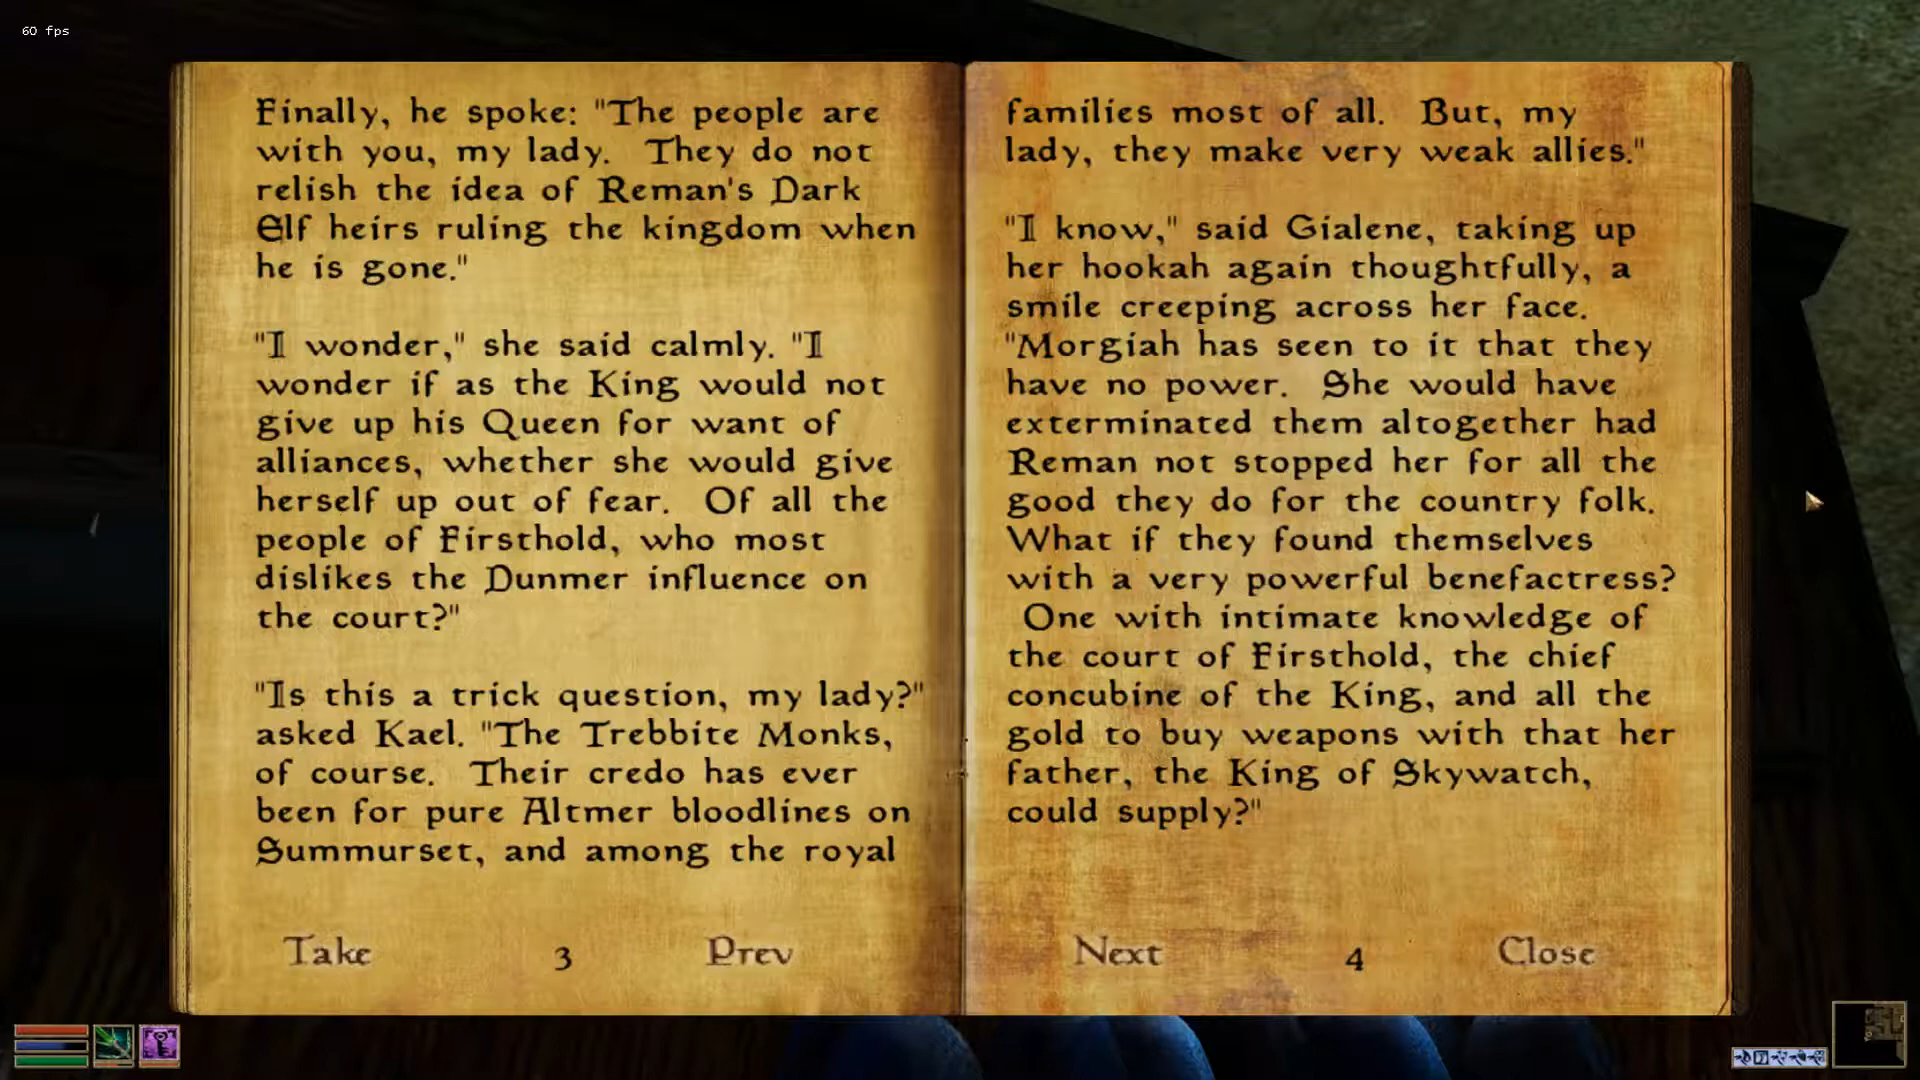 60 fps
Finally, he spoke: "The people are
with you, my lady.  They do not
relish the idea of Reman's Dark
Elf heirs ruling the kingdom when
he is gone."
"I wonder," she said calmly. "I
wonder if as the King would not
give up his Queen for want of
alliances, whether she would give
herself up out of fear.  Of all the
people of Firsthold, who most
dislikes the Dunmer influence on
the court?"
"Is this a trick question, my lady?"
asked Kael. "The Trebbite Monks,
of course.  Their credo has ever
been for pure Altmer bloodlines on
Summurset, and among the royal
Take 3 Prev
families most of all.  But, my
lady, they make very weak allies."
"I know," said Gialene, taking up
her hookah again thoughtfully, a
smile creeping across her face.
"Morgiah has seen to it that they
have no power.  She would have
exterminated them altogether had
Reman not stopped her for all the
good they do for the country folk.
What if they found themselves
with a very powerful benefactress?
One with intimate knowledge of
the court of Firsthold, the chief
concubine of the King, and all the
gold to buy weapons with that her
father, the King of Skywatch,
could supply?"
Next 4 Close